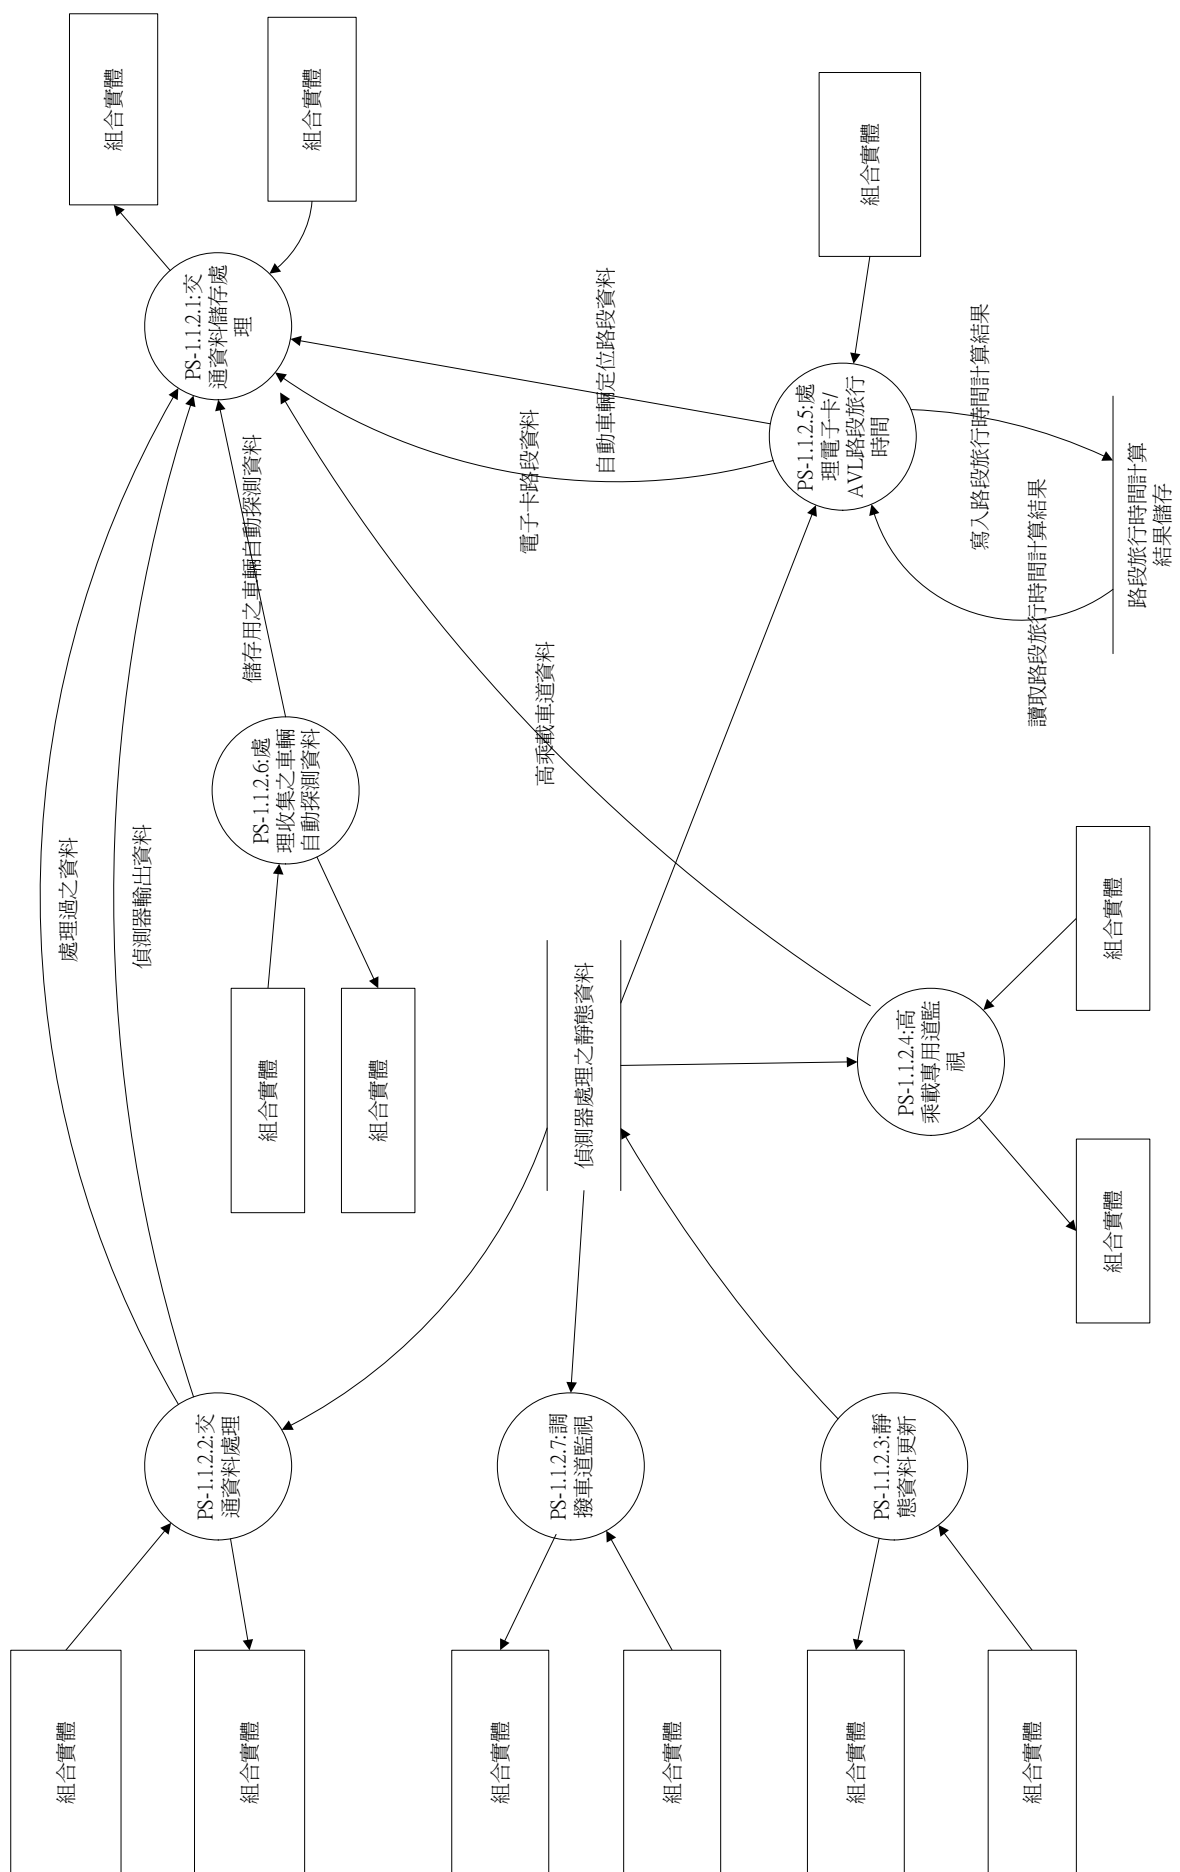 組合實體
處理過之資料
組合實體
偵測器輸出資料
PS-1.1.2.2:交
通資料處理
PS-1.1.2.1:交
通資料儲存處
理
組合實體
儲存用之車輛自動探測資料
PS-1.1.2.6:處
理收集之車輛
自動探測資料
組合實體
組合實體
組合實體
組合實體
電子卡路段資料
高乘載車道資料
PS-1.1.2.7:調
撥車道監視
偵測器處理之靜態資料
自動車輛定位路段資料
組合實體
PS-1.1.2.5:處
理電子卡/
AVL路段旅行
時間
組合實體
組合實體
PS-1.1.2.3:靜
態資料更新
PS-1.1.2.4:高
乘載專用道監
視
寫入路段旅行時間計算結果
組合實體
讀取路段旅行時間計算結果
組合實體
組合實體
路段旅行時間計算
結果儲存